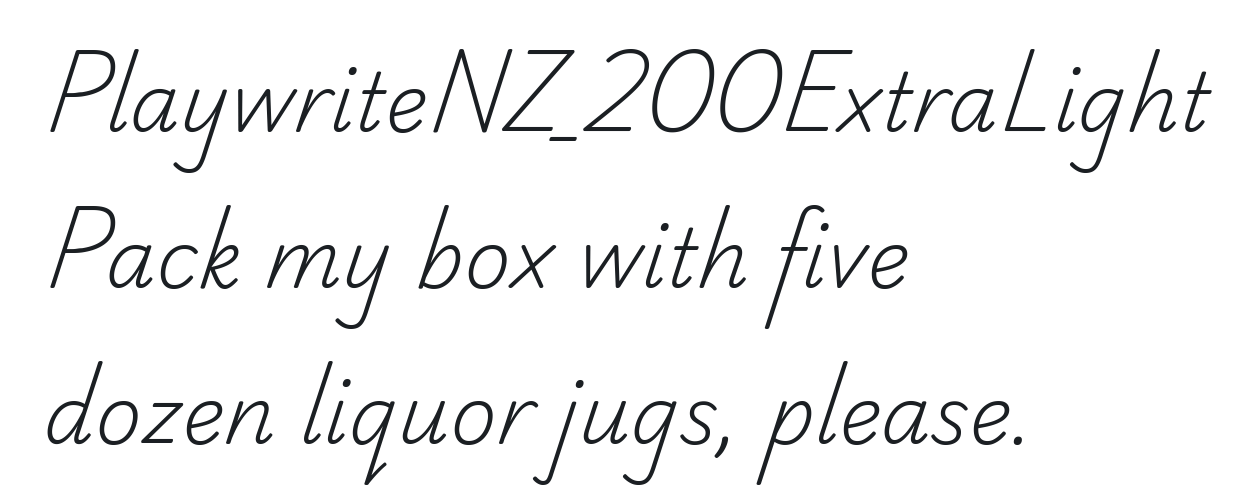 PlaywriteNZ_200ExtraLight
Pack my box with five
dozen liquor jugs, please.